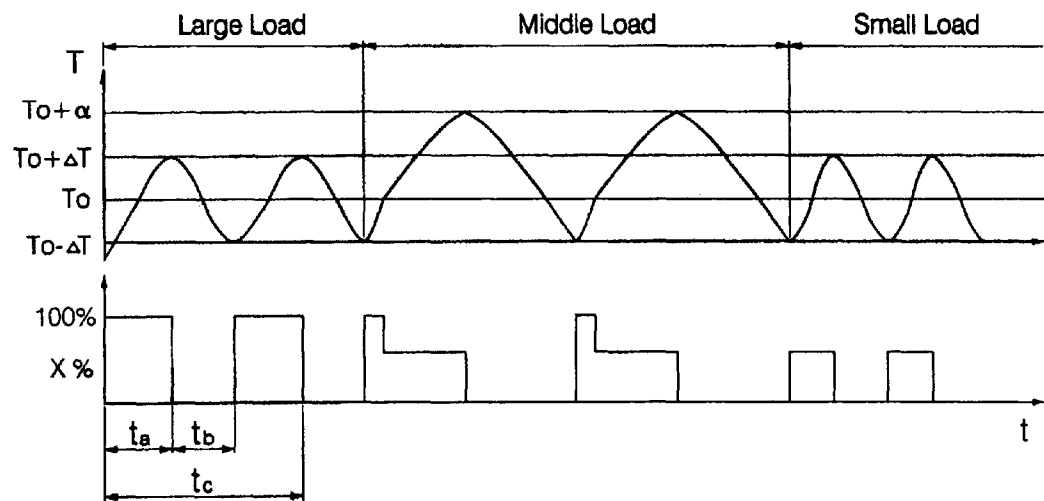 Large Load Middle Load Small Load
T
To+α
To+ΔT
To
To-ΔT
100%
X %
ta tb t
tc